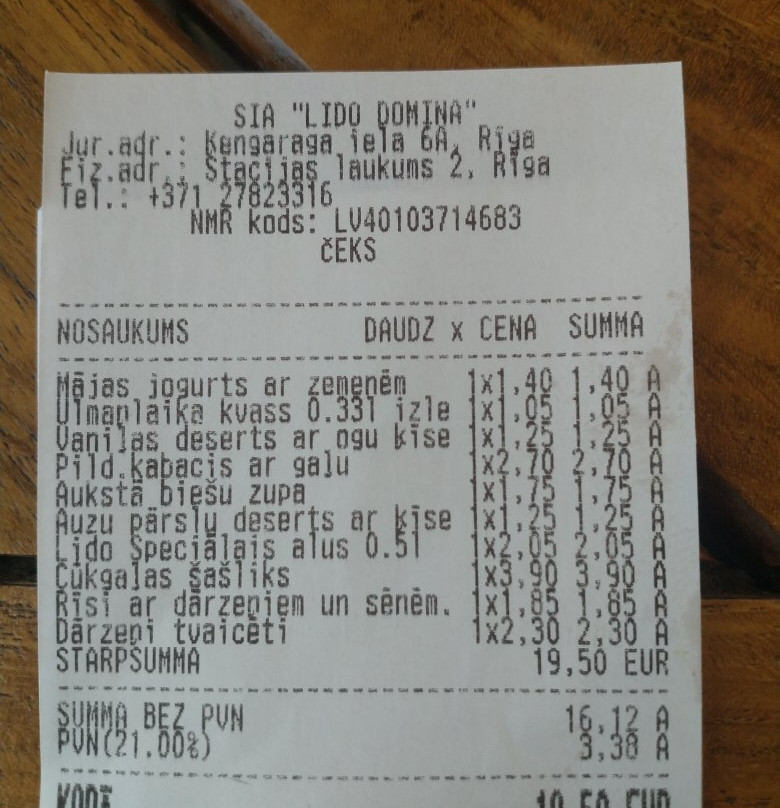 SIA "LIDO DOMINA"
Jur.adr.: Ķengaraga iela 6A, Rīga
Fiz.adr.: Stacijas laukums 2, Rīga
Tel.: +371 27823316
NMR kods: LV40103714683
ČEKS
NOSAUKUMS DAUDZ x CENA SUMMA
Mājas jogurts ar zemenēm 1x1,40 1,40 A
Ulmaņlaika kvass 0.33l izle 1x1,05 1,05 A
Vaniļas deserts ar ogu ķīse 1x1,25 1,25 A
Pild.kabacis ar gaļu 1x2,70 2,70 A
Aukstā biešu zupa 1x1,75 1,75 A
Auzu pārslu deserts ar ķīse 1x1,25 1,25 A
Lido Speciālais alus 0.5l 1x2,05 2,05 A
Cūkgaļas šašliks 1x3,90 3,90 A
Rīsi ar dārzeņiem un sēnēm. 1x1,85 1,85 A
Dārzeņi tvaicēti 1x2,30 2,30 A
STARPSUMMA 19,50 EUR
SUMMA BEZ PVN 16,12 A
PVN(21.00%) 3,38 A
KOPĀ 19,50 EUR